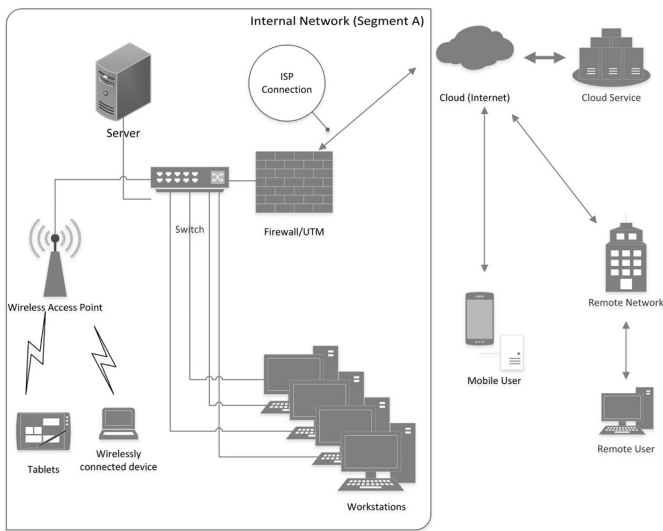 Internal Network (Segment A)
ISP
Connection
Cloud (Internet)
Cloud Service
Server
Switch
Firewall/UTM
Wireless Access Point
Remote Network
Mobile User
Tablets
Wirelessly
connected device
Remote User
Workstations